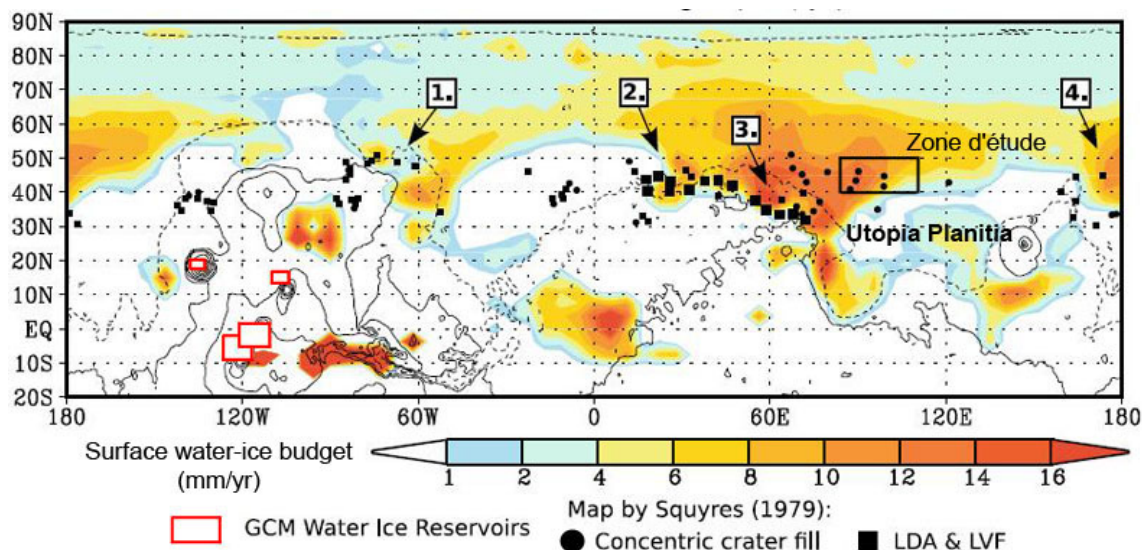 90N
80N
70N
60N
50N
40N
30N
20N
10N
EQ
10S
20S
1.
2.
3.
4.
Zone d'étude
Utopia Planitia
180 120W 60W 0 60E 120E 180
Surface water-ice budget
(mm/yr)
1 2 4 6 8 10 12 14 16
GCM Water Ice Reservoirs
Map by Squyres (1979):
Concentric crater fill
LDA & LVF